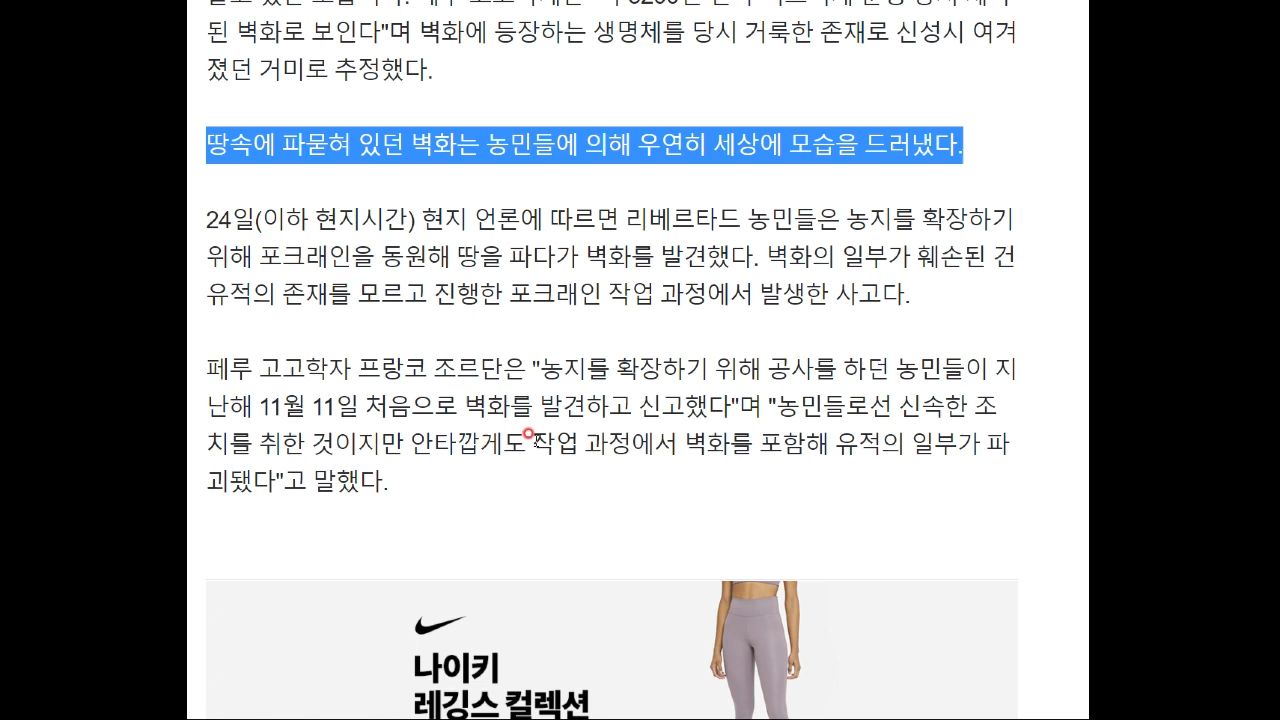 된 벽화로 보인다"며 벽화에 등장하는 생명체를 당시 거룩한 존재로 신성시 여겨
졌던 거미로 추정했다.
땅속에 파묻혀 있던 벽화는 농민들에 의해 우연히 세상에 모습을 드러냈다.
24일(이하 현지시간) 현지 언론에 따르면 리베르타드 농민들은 농지를 확장하기
위해 포크래인을 동원해 땅을 파다가 벽화를 발견했다. 벽화의 일부가 훼손된 건
유적의 존재를 모르고 진행한 포크래인 작업 과정에서 발생한 사고다.
페루 고고학자 프랑코 조르단은 "농지를 확장하기 위해 공사를 하던 농민들이 지
난해 11월 11일 처음으로 벽화를 발견하고 신고했다"며 "농민들로선 신속한 조
치를 취한 것이지만 안타깝게도 작업 과정에서 벽화를 포함해 유적의 일부가 파
괴됐다"고 말했다.
나이키
레깅스 컬렉션